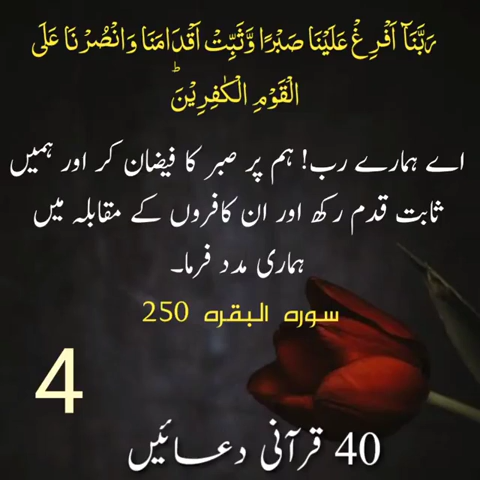 رَبَّنَآ اَفۡرِغۡ عَلَيۡنَا صَبۡرًا وَّثَبِّتۡ اَقۡدَامَنَا وَانۡصُرۡنَا عَلَى
الۡقَوۡمِ الۡکٰفِرِيۡنَؕ
اے ہمارے رب! ہم پر صبر کا فیضان کر اور ہمیں
ثابت قدم رکھ اور ان کافروں کے مقابلہ میں
ہماری مدد فرما۔
سورہ البقرہ 250
4
40 قرآنی دعائیں